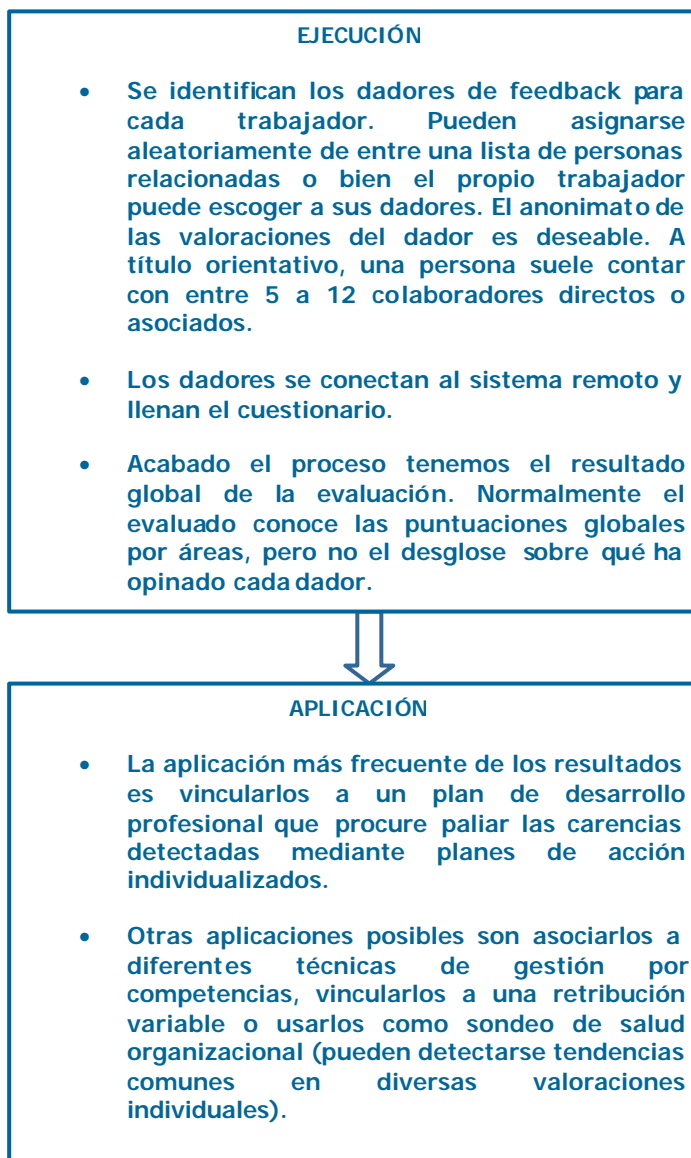 EJECUCIÓN
• Se identifican los dadores de feedback para
cada trabajador. Pueden asignarse
aleatoriamente de entre una lista de personas
relacionadas o bien el propio trabajador
puede escoger a sus dadores. El anonimato de
las valoraciones del dador es deseable. A
título orientativo, una persona suele contar
con entre 5 a 12 colaboradores directos o
asociados.
• Los dadores se conectan al sistema remoto y
llenan el cuestionario.
• Acabado el proceso tenemos el resultado
global de la evaluación. Normalmente el
evaluado conoce las puntuaciones globales
por áreas, pero no el desglose sobre qué ha
opinado cada dador.
APLICACIÓN
• La aplicación más frecuente de los resultados
es vincularlos a un plan de desarrollo
profesional que procure paliar las carencias
detectadas mediante planes de acción
individualizados.
• Otras aplicaciones posibles son asociarlos a
diferentes técnicas de gestión por
competencias, vincularlos a una retribución
variable o usarlos como sondeo de salud
organizacional (pueden detectarse tendencias
comunes en diversas valoraciones
individuales).